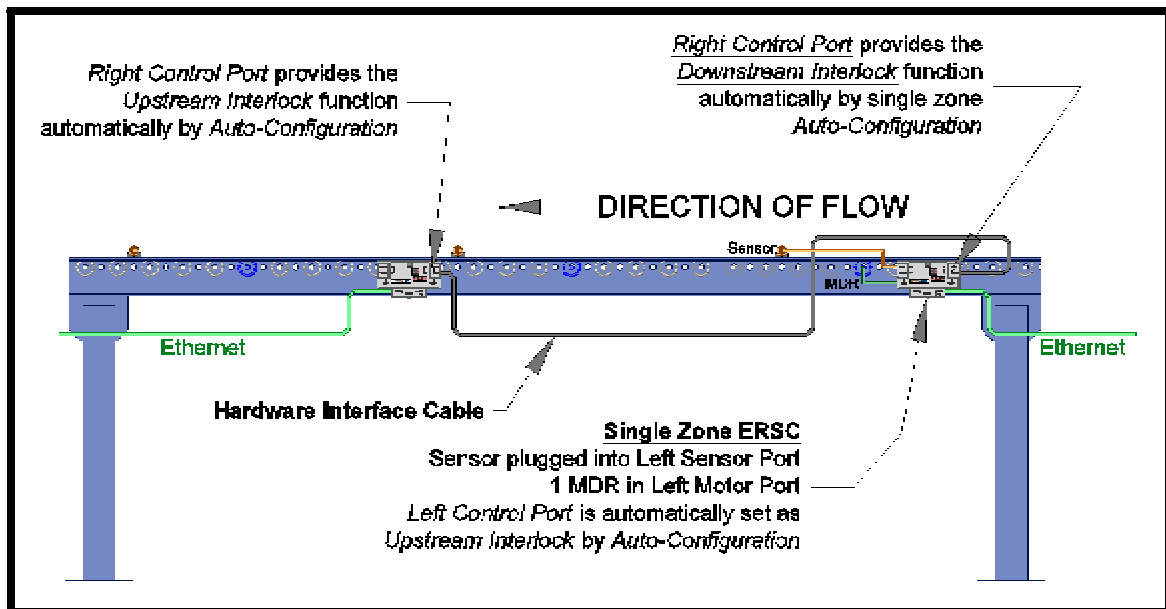 Right Control Port provides the
Upstream Interlock function
automatically by Auto-Configuration
Right Control Port provides the
Downstream Interlock function
automatically by single zone
Auto-Configuration
DIRECTION OF FLOW
Sensor
MDR
Ethernet
Ethernet
Hardware Interface Cable
Single Zone ERSC
Sensor plugged into Left Sensor Port
1 MDR in Left Motor Port
Left Control Port is automatically set as
Upstream Interlock by Auto-Configuration